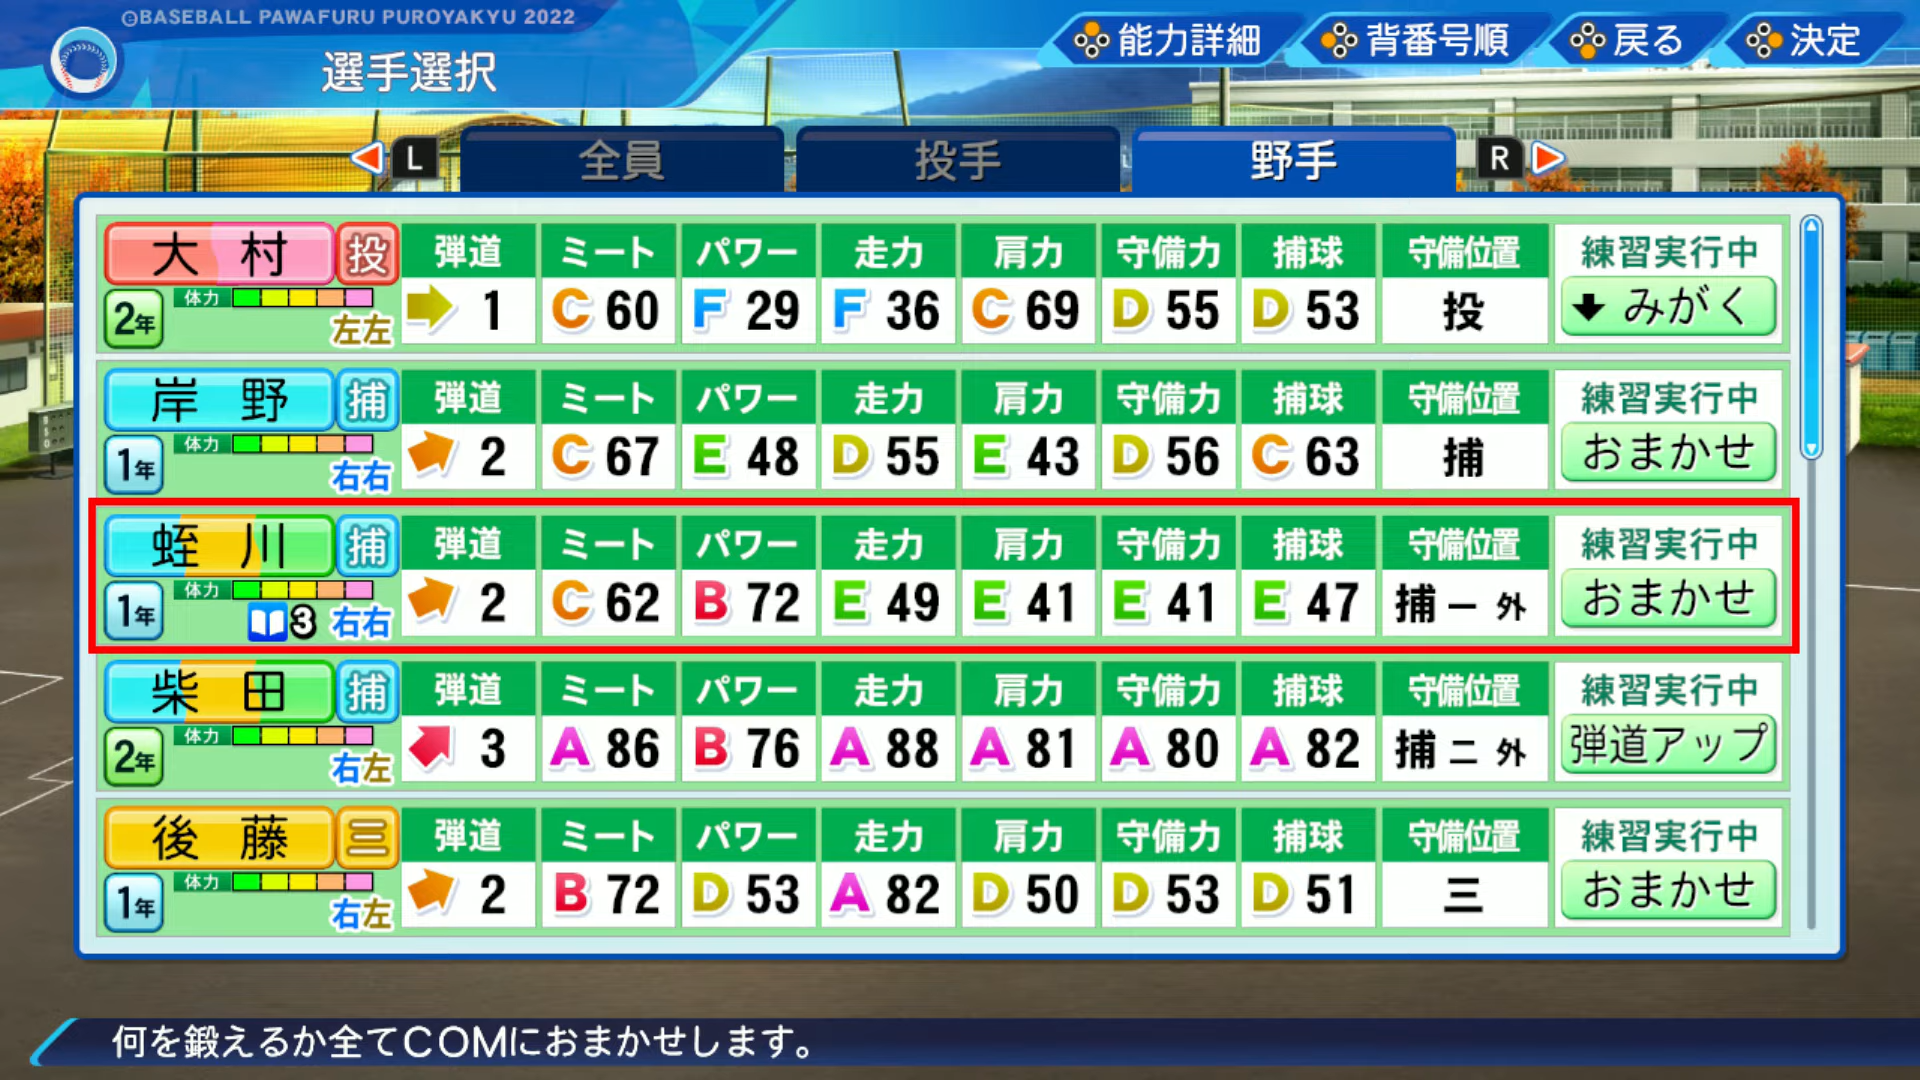 ©BASEBALL PAWAFURU PUROYAKYU 2022
選手選択
能力詳細 背番号順 戻る 決定
L 全員 投手 野手 R
大村 投 弾道 ミート パワー 走力 肩力 守備力 捕球 守備位置 練習実行中
2年 体力 左左 1 C 60 F 29 F 36 C 69 D 55 D 53 投 みがく
岸野 捕 弾道 ミート パワー 走力 肩力 守備力 捕球 守備位置 練習実行中
1年 体力 右右 2 C 67 E 48 D 55 E 43 D 56 C 63 捕 おまかせ
蛭川 捕 弾道 ミート パワー 走力 肩力 守備力 捕球 守備位置 練習実行中
1年 体力 3 右右 2 C 62 B 72 E 49 E 41 E 41 E 47 捕 一 外 おまかせ
柴田 捕 弾道 ミート パワー 走力 肩力 守備力 捕球 守備位置 練習実行中
2年 体力 右左 3 A 86 B 76 A 88 A 81 A 80 A 82 捕 二 外 弾道アップ
後藤 三 弾道 ミート パワー 走力 肩力 守備力 捕球 守備位置 練習実行中
1年 体力 右左 2 B 72 D 53 A 82 D 50 D 53 D 51 三 おまかせ
何を鍛えるか全てCOMにおまかせします。